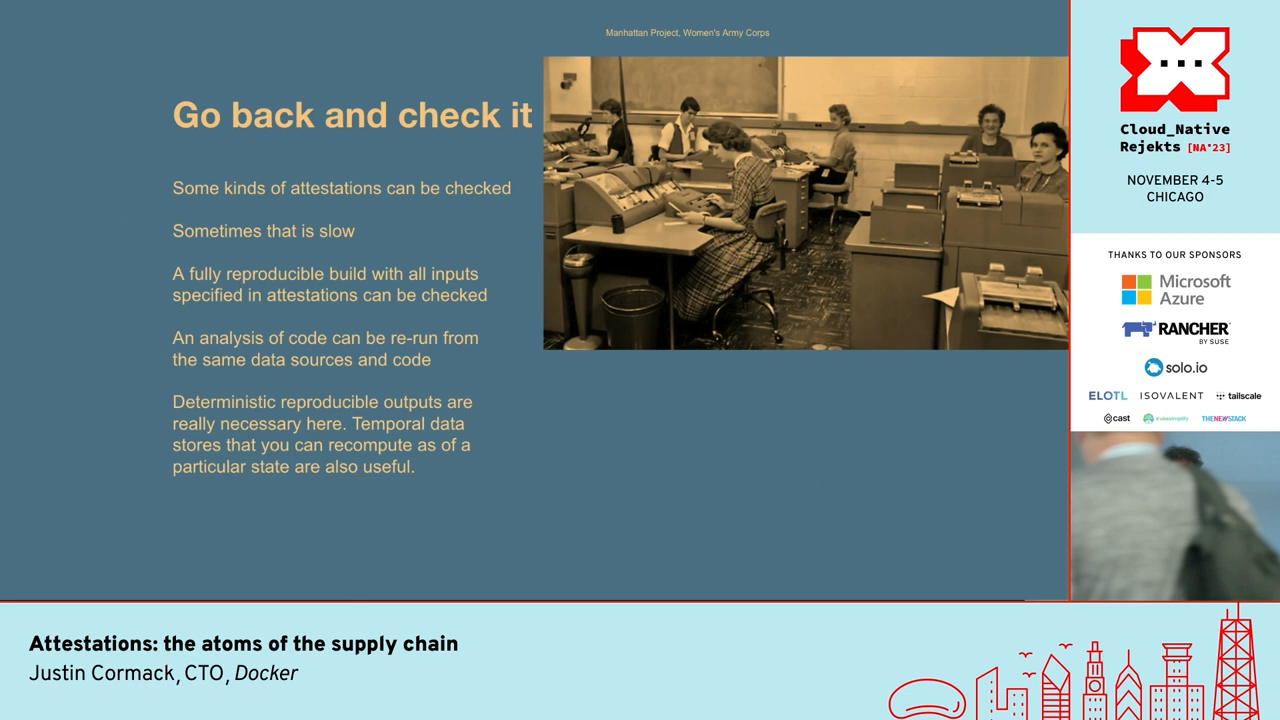 Manhattan Project, Women's Army Corps
Go back and check it
Some kinds of attestations can be checked
Sometimes that is slow
A fully reproducible build with all inputs
specified in attestations can be checked
An analysis of code can be re-run from
the same data sources and code
Deterministic reproducible outputs are
really necessary here. Temporal data
stores that you can recompute as of a
particular state are also useful.
Cloud_Native
Rejekts [NA'23]
NOVEMBER 4-5
CHICAGO
THANKS TO OUR SPONSORS
Microsoft
Azure
RANCHER
BY SUSE
solo.io
ELOTL ISOVALENT tailscale
cast kubesimplify THENEWSTACK
Attestations: the atoms of the supply chain
Justin Cormack, CTO, Docker